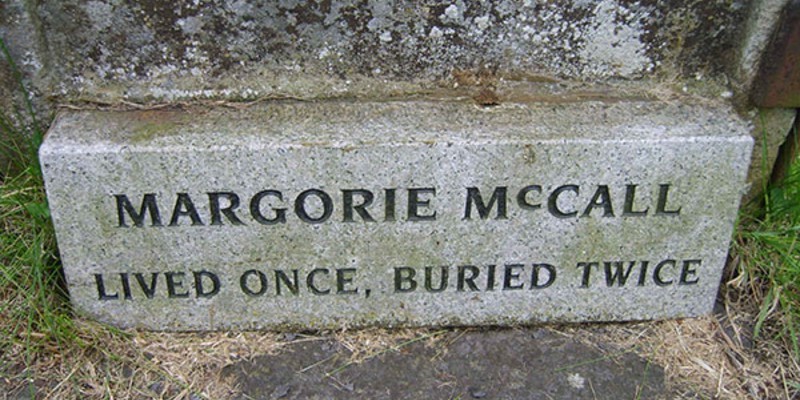 MARGORIE McCALL
LIVED ONCE, BURIED TWICE